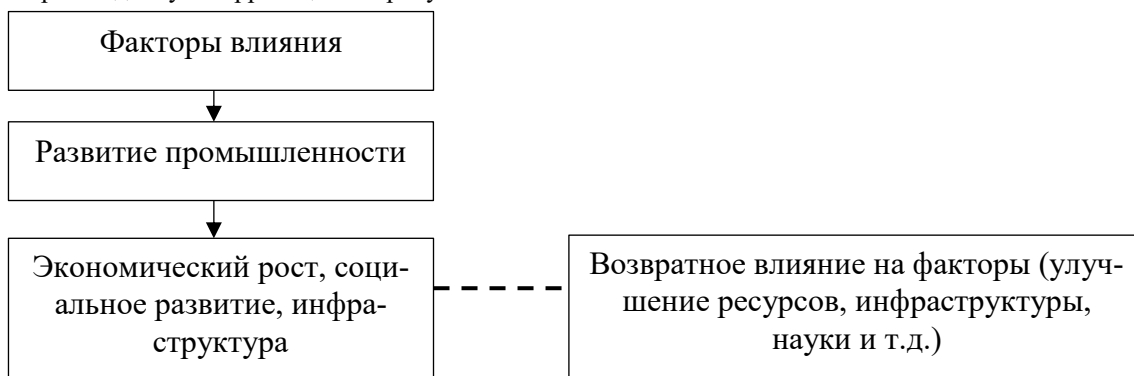 Факторы влияния
Развитие промышленности
Экономический рост, соци-
альное развитие, инфра-
структура
Возвратное влияние на факторы (улуч-
шение ресурсов, инфраструктуры,
науки и т.д.)